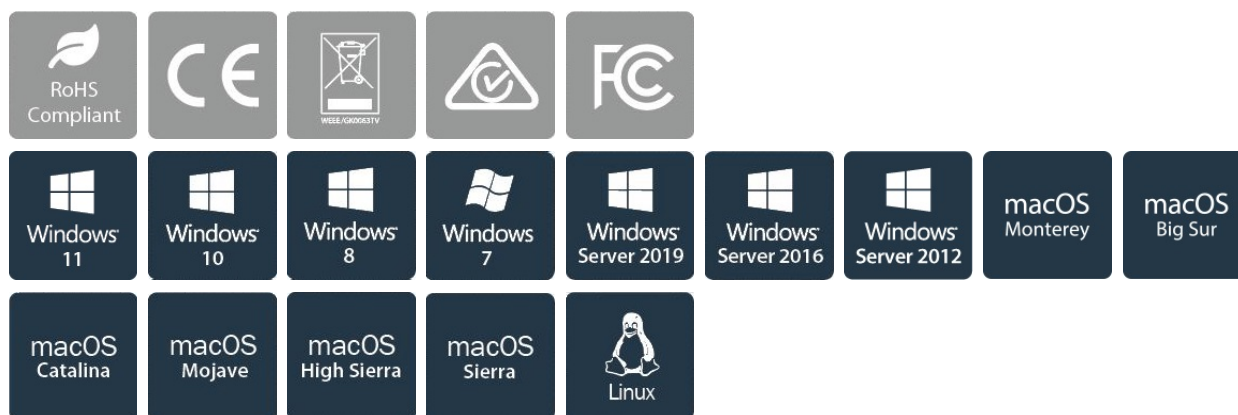 RoHS
Compliant
CE
WEEE/GK0063TV
FC
Windows
11
Windows
10
Windows
8
Windows
7
Windows
Server 2019
Windows
Server 2016
Windows
Server 2012
macOS
Monterey
macOS
Big Sur
macOS
Catalina
macOS
Mojave
macOS
High Sierra
macOS
Sierra
Linux